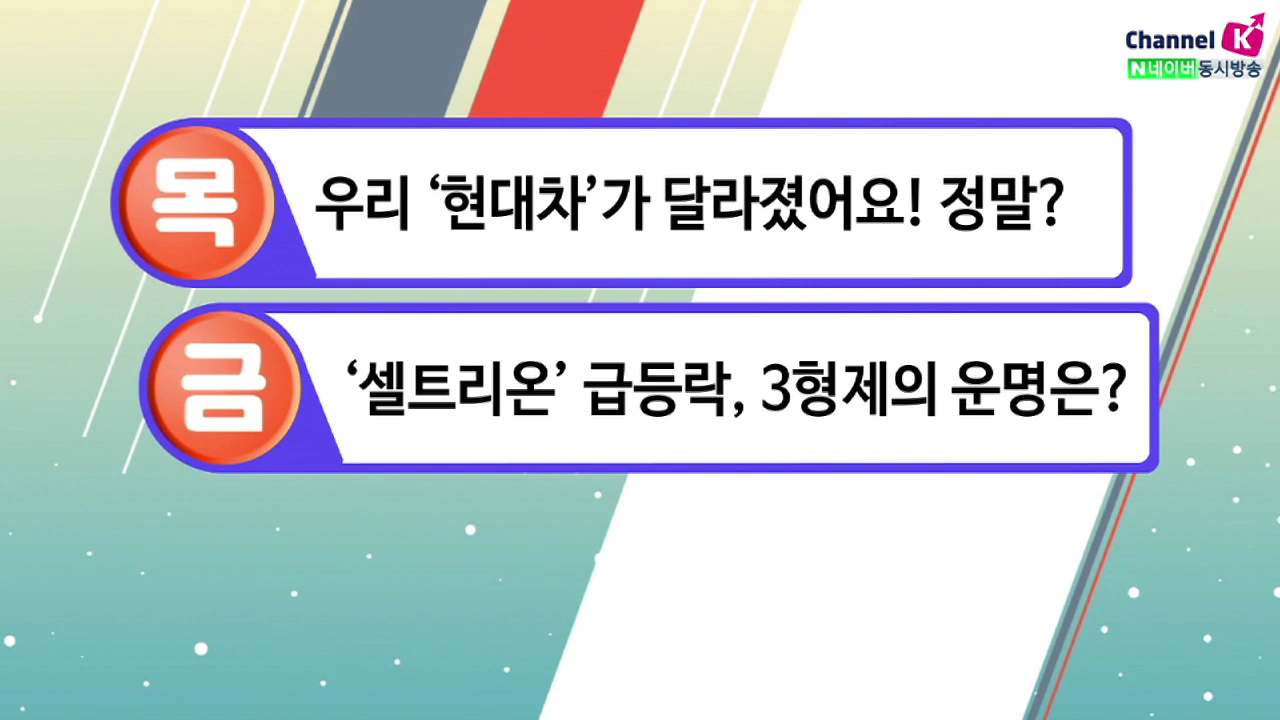 Channel K
N네이버 동시방송
목
우리 ‘현대차’가 달라졌어요! 정말?
금
‘셀트리온’ 급등락, 3형제의 운명은?